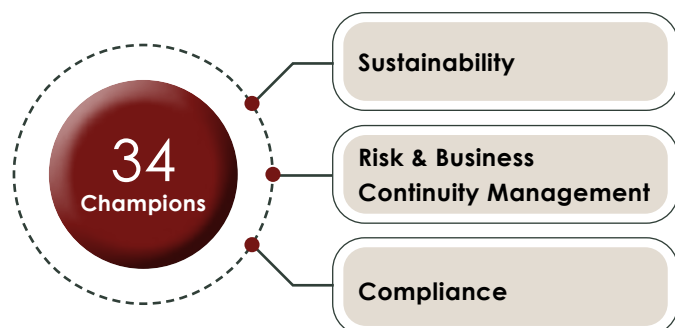 34
Champions
Sustainability
Risk & Business
Continuity Management
Compliance